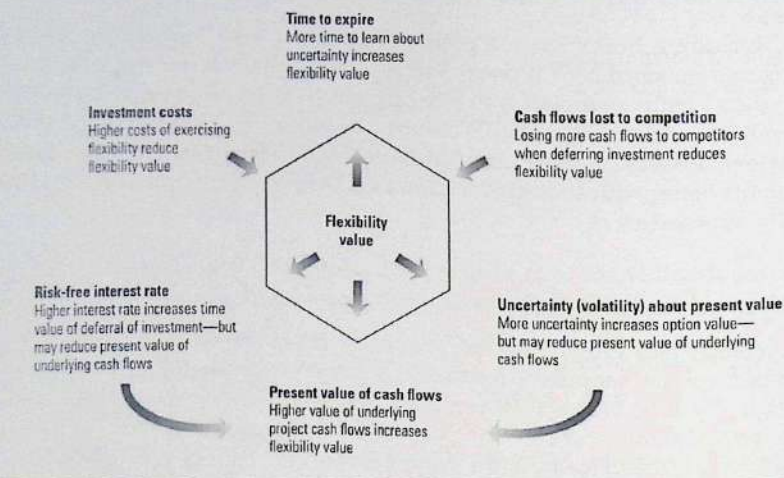 Time to expire
More time to learn about
uncertainty increases
flexibility value
Investment costs
Higher costs of exercising
flexibility reduce
flexibility value
Cash flows lost to competition
Losing more cash flows to competitors
when deferring investment reduces
flexibility value
Flexibility
value
Risk-free interest rate
Higher interest rate increases time
value of deferral of investment—but
may reduce present value of
underlying cash flows
Uncertainty (volatility) about present value
More uncertainty increases option value—
but may reduce present value of underlying
cash flows
Present value of cash flows
Higher value of underlying
project cash flows increases
flexibility value